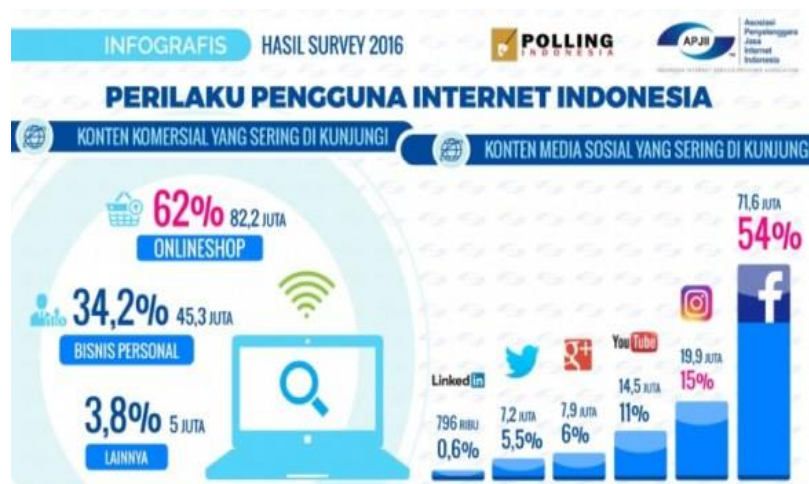 INFOGRAFIS
HASIL SURVEY 2016
POLLING
INDONESIA
APJII
Asosiasi
Penyelenggara
Jasa
Internet
Indonesia
PERILAKU PENGGUNA INTERNET INDONESIA
KONTEN KOMERSIAL YANG SERING DI KUNJUNGI
62% 82,2 JUTA
ONLINESHOP
34,2% 45,3 JUTA
BISNIS PERSONAL
3,8% 5 JUTA
LAINNYA
KONTEN MEDIA SOSIAL YANG SERING DI KUNJUNG
Linked in
796 RIBU
0,6%
7,2 JUTA
5,5%
g+
7,9 JUTA
6%
YouTube
14,5 JUTA
11%
19,9 JUTA
15%
71,6 JUTA
54%
f